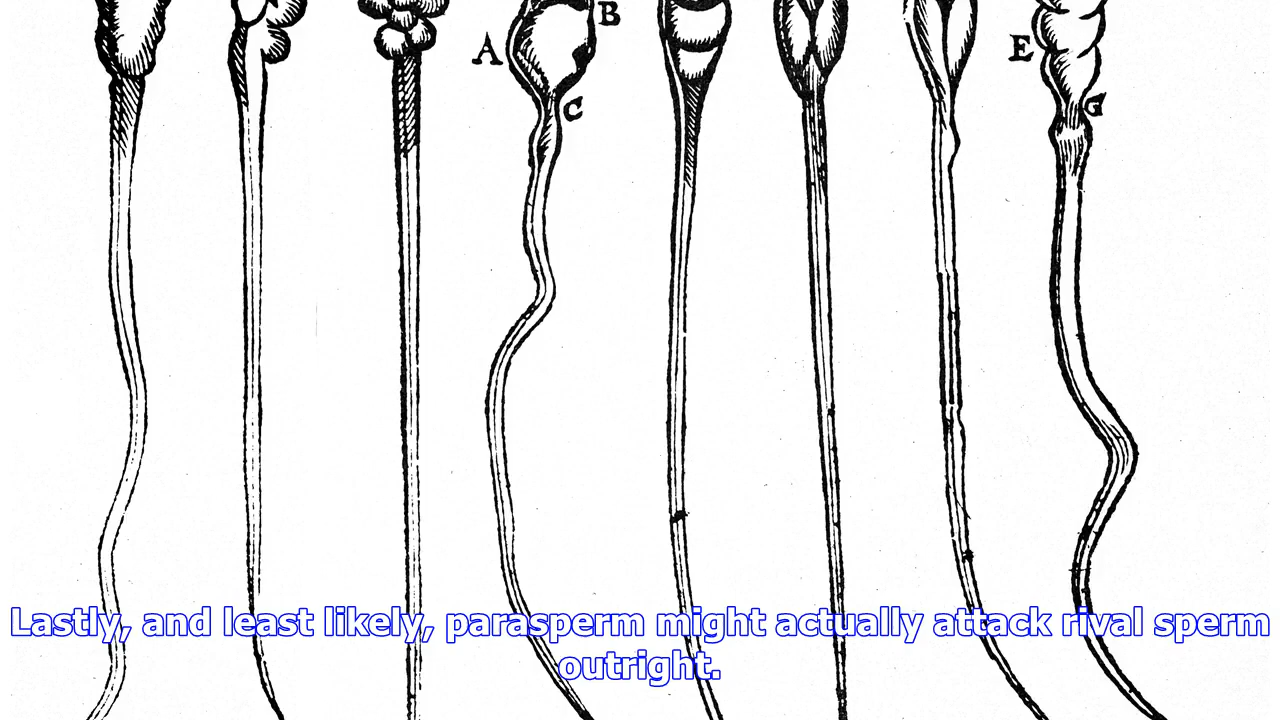 B
A
E
C
G
Lastly, and least likely, parasperm might actually attack rival sperm
outright.